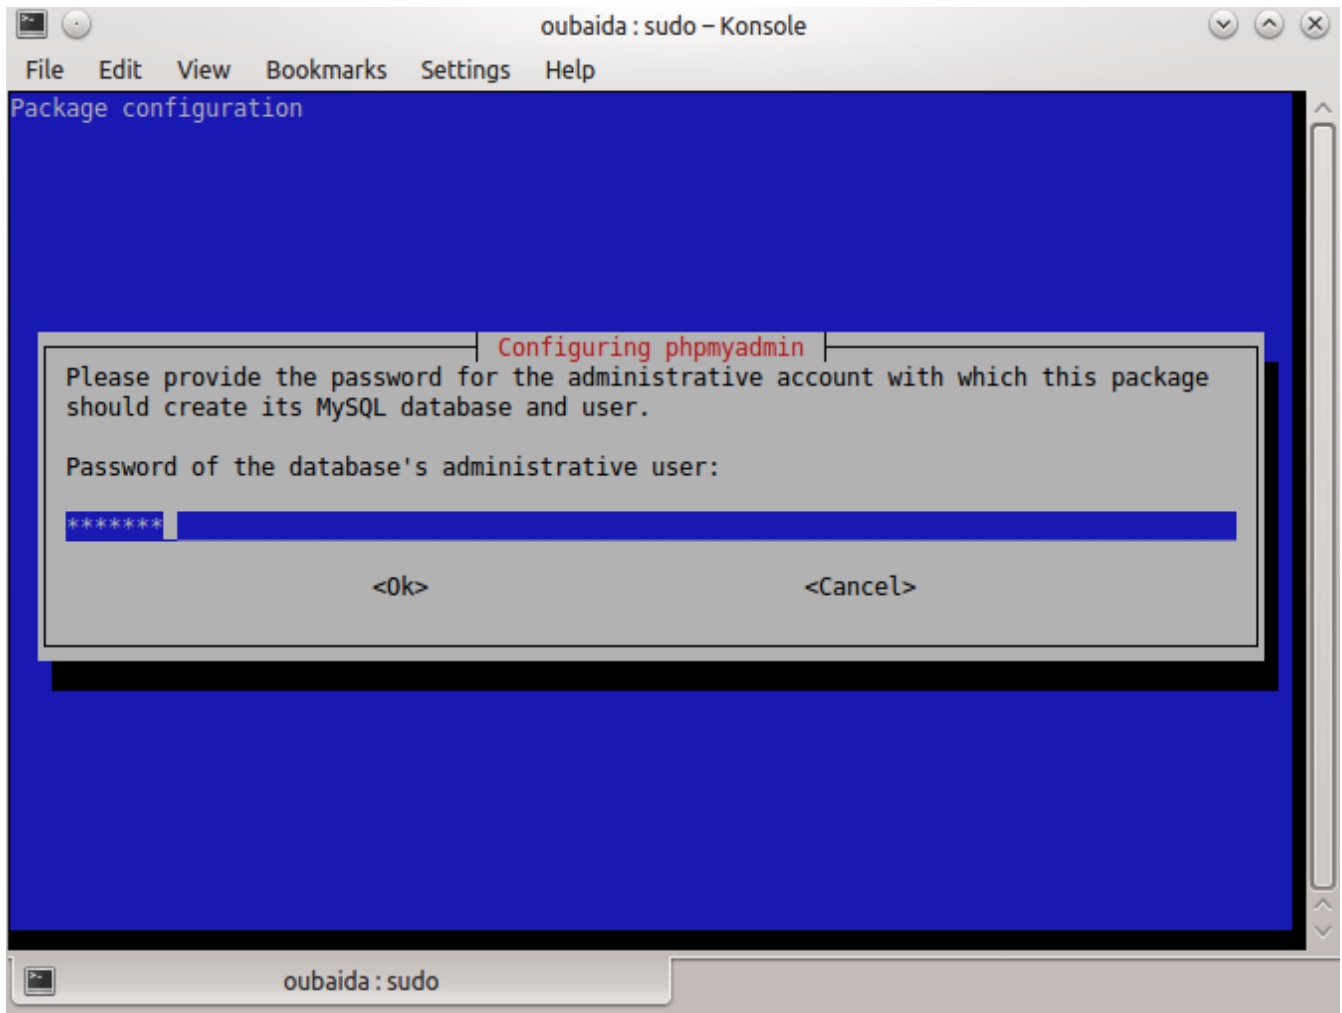 oubaida : sudo – Konsole
File Edit View Bookmarks Settings Help
Package configuration
Configuring phpmyadmin
Please provide the password for the administrative account with which this package
should create its MySQL database and user.
Password of the database's administrative user:
*******
<Ok> <Cancel>
oubaida : sudo